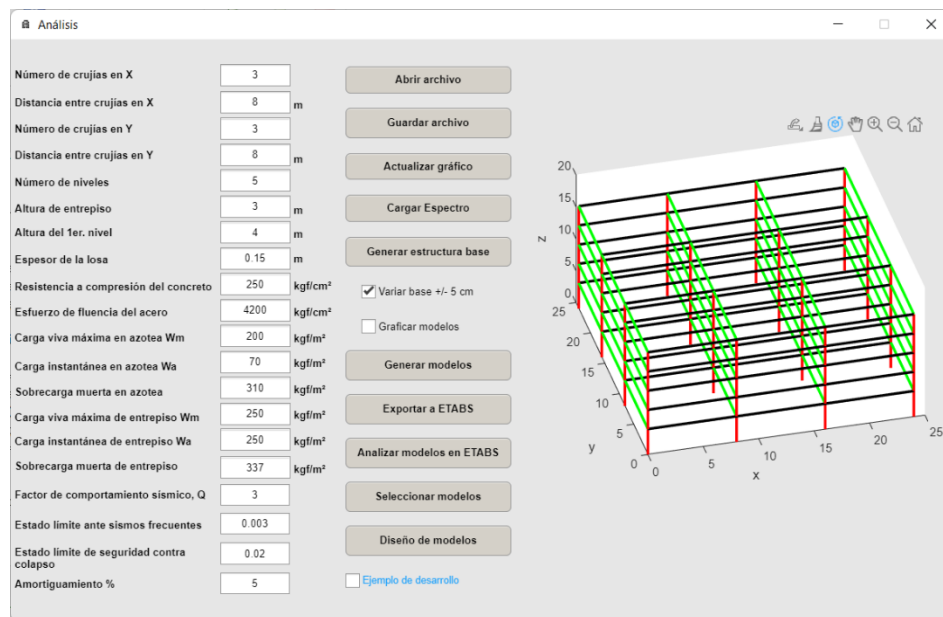 Análisis
Número de crujías en X 3
Distancia entre crujías en X 8 m
Número de crujías en Y 3
Distancia entre crujías en Y 8 m
Número de niveles 5
Altura de entrepiso 3 m
Altura del 1er. nivel 4 m
Espesor de la losa 0.15 m
Resistencia a compresión del concreto 250 kgf/cm²
Esfuerzo de fluencia del acero 4200 kgf/cm²
Carga viva máxima en azotea Wm 200 kgf/m²
Carga instantánea en azotea Wa 70 kgf/m²
Sobrecarga muerta en azotea 310 kgf/m²
Carga viva máxima de entrepiso Wm 250 kgf/m²
Carga instantánea de entrepiso Wa 250 kgf/m²
Sobrecarga muerta de entrepiso 337 kgf/m²
Factor de comportamiento sísmico, Q 3
Estado límite ante sismos frecuentes 0.003
Estado límite de seguridad contra
colapso 0.02
Amortiguamiento % 5
Abrir archivo
Guardar archivo
Actualizar gráfico
Cargar Espectro
Generar estructura base
Variar base +/- 5 cm
Graficar modelos
Generar modelos
Exportar a ETABS
Analizar modelos en ETABS
Seleccionar modelos
Diseño de modelos
Ejemplo de desarrollo
20
15
10
5
0
z
25
20
15
10
5
0
y
0
5
10
15
20
25
x